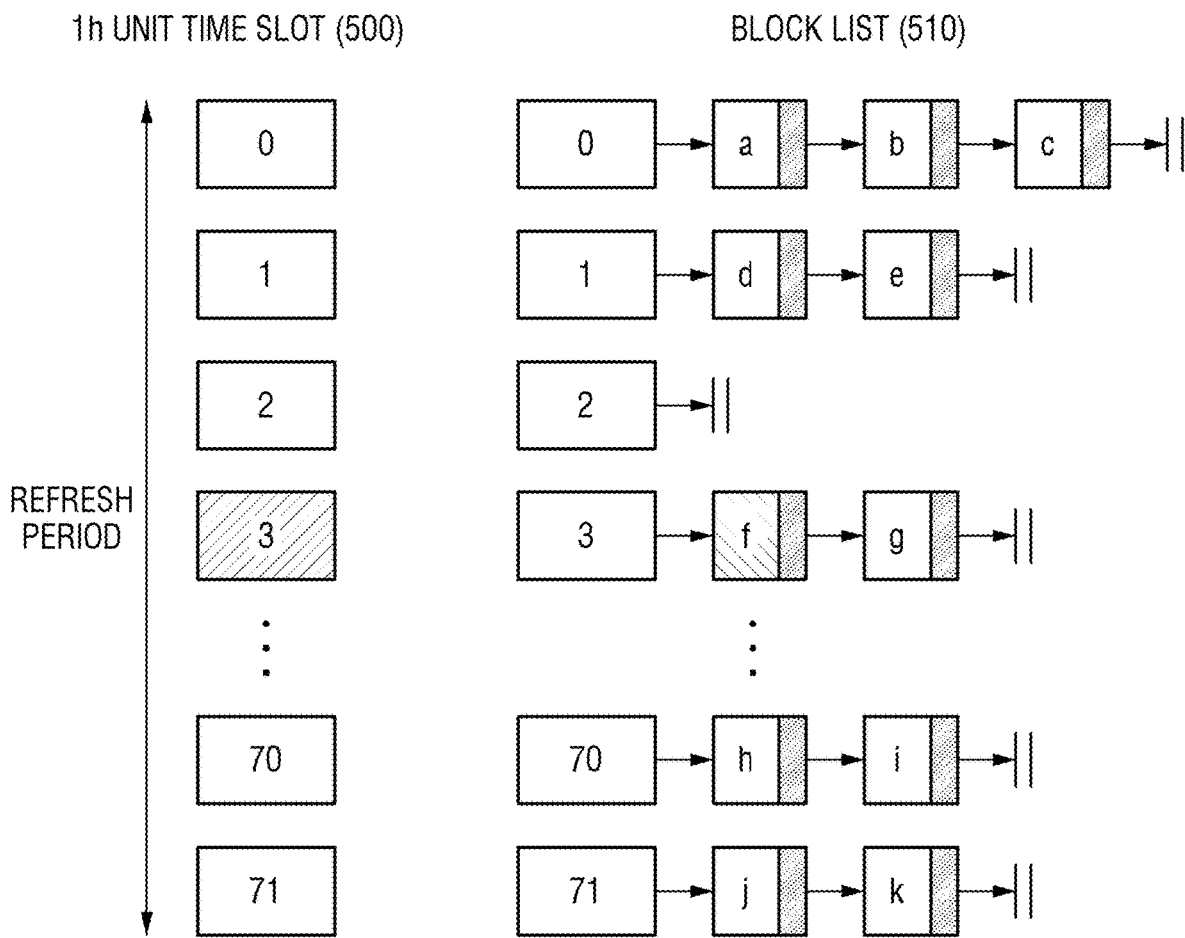 1h UNIT TIME SLOT (500)
BLOCK LIST (510)
0 0 a b c
1 1 d e
2 2
REFRESH
PERIOD
3 3 f g
70 70 h i
71 71 j k